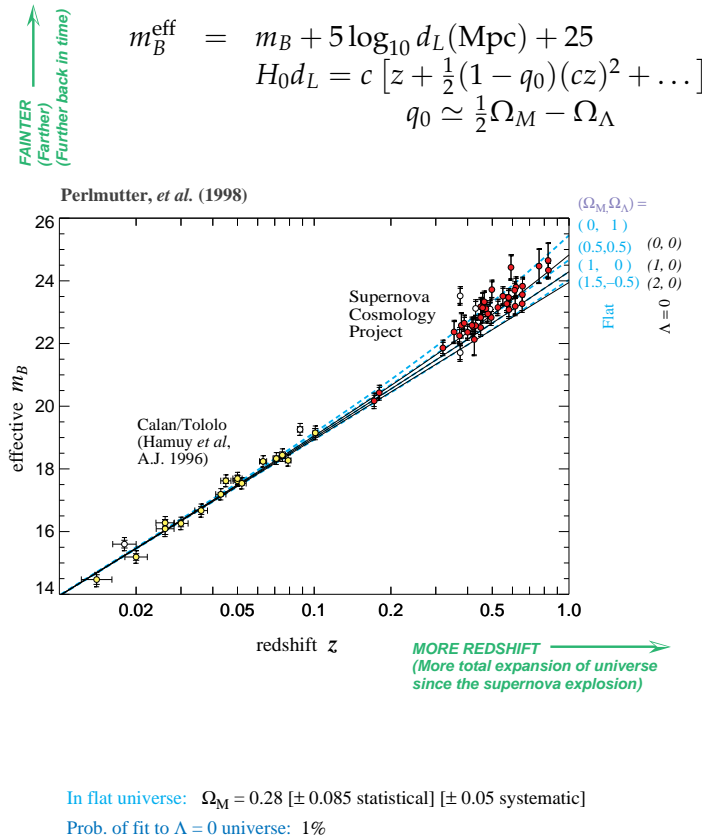 m_B^eff = m_B + 5 log₁₀ d_L(Mpc) + 25
H₀d_L = c [z + ½(1 − q₀)(cz)² + …]
q₀ ≃ ½Ω_M − Ω_Λ
FAINTER
(Farther)
(Further back in time)
Perlmutter, et al. (1998)
(Ω_M,Ω_Λ) =
( 0, 1 )
(0.5,0.5) (0, 0)
( 1, 0 ) (1, 0)
(1.5,–0.5) (2, 0)
Flat
Λ = 0
26
24
22
20
18
16
14
effective m_B
Supernova
Cosmology
Project
Calan/Tololo
(Hamuy et al,
A.J. 1996)
0.02 0.05 0.1 0.2 0.5 1.0
redshift z
MORE REDSHIFT
(More total expansion of universe
since the supernova explosion)
In flat universe: Ω_M = 0.28 [± 0.085 statistical] [± 0.05 systematic]
Prob. of fit to Λ = 0 universe: 1%